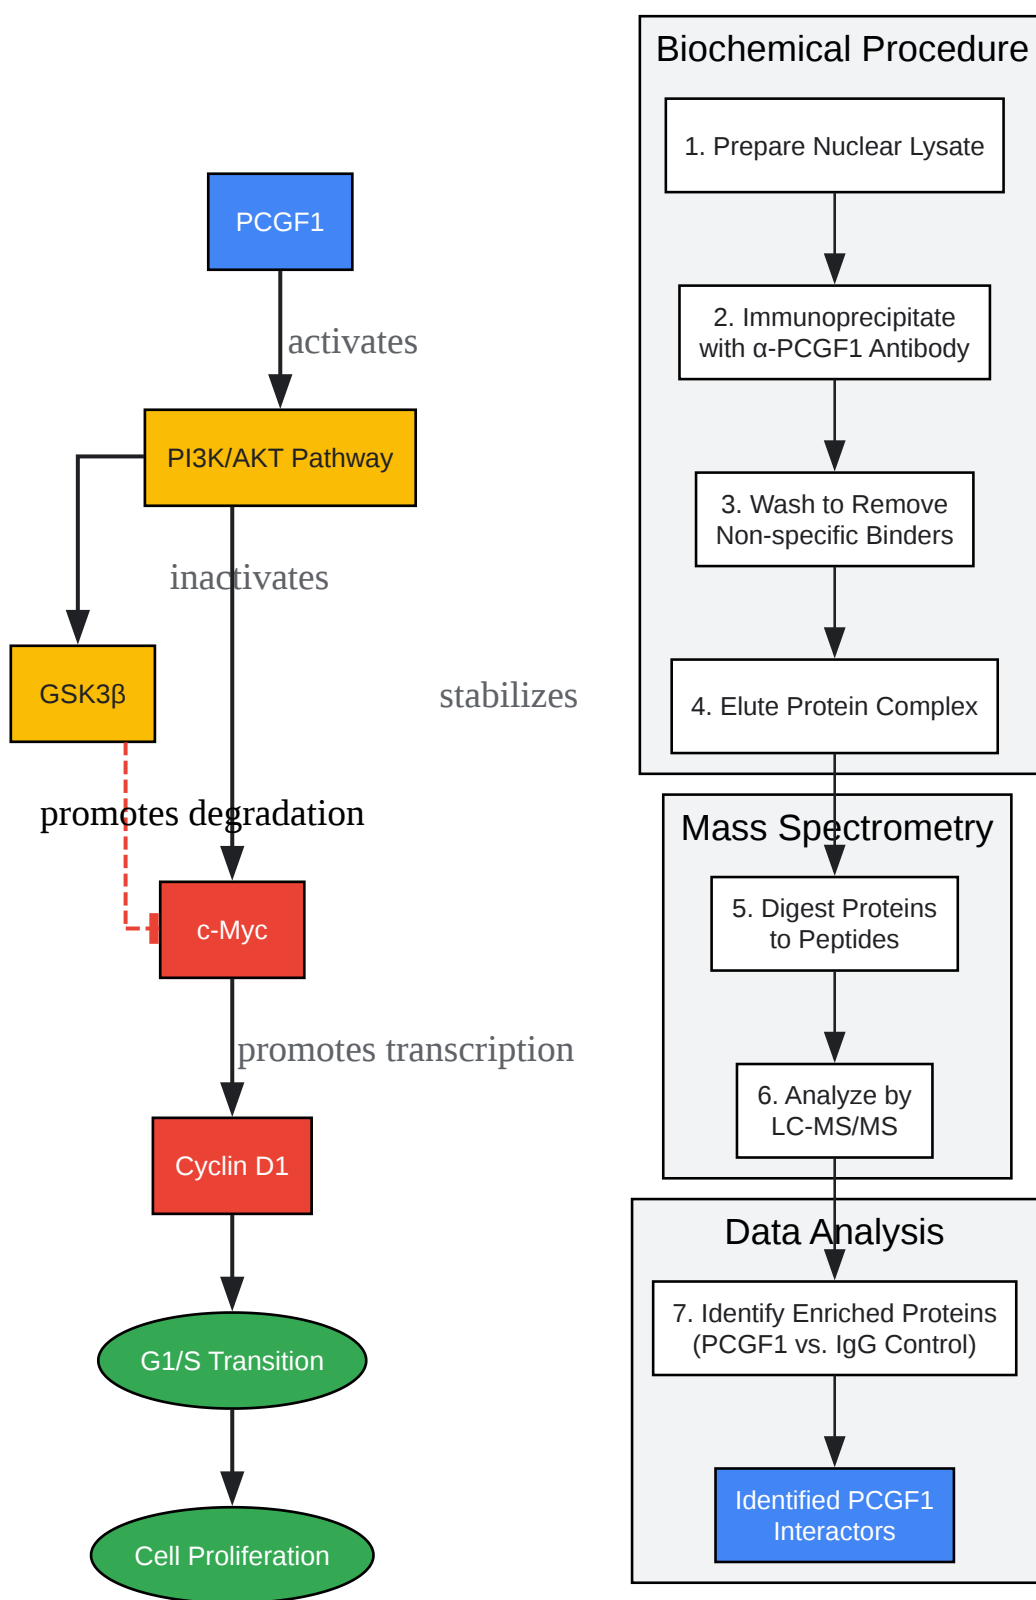 PCGF1
activates
PI3K/AKT Pathway
inactivates
GSK3β
stabilizes
promotes degradation
c-Myc
promotes transcription
Cyclin D1
G1/S Transition
Cell Proliferation
Biochemical Procedure
1. Prepare Nuclear Lysate
2. Immunoprecipitate
with α-PCGF1 Antibody
3. Wash to Remove
Non-specific Binders
4. Elute Protein Complex
Mass Spectrometry
5. Digest Proteins
to Peptides
6. Analyze by
LC-MS/MS
Data Analysis
7. Identify Enriched Proteins
(PCGF1 vs. IgG Control)
Identified PCGF1
Interactors